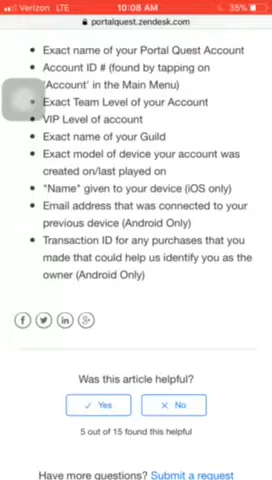 Verizon LTE 10:08 AM 35%
portalquest.zendesk.com
• Exact name of your Portal Quest Account
• Account ID # (found by tapping on
'Account' in the Main Menu)
• Exact Team Level of your Account
• VIP Level of account
• Exact name of your Guild
• Exact model of device your account was
created on/last played on
• "Name" given to your device (iOS only)
• Email address that was connected to your
previous device (Android Only)
• Transaction ID for any purchases that you
made that could help us identify you as the
owner (Android Only)
Was this article helpful?
✓ Yes
✕ No
5 out of 15 found this helpful
Have more questions? Submit a request